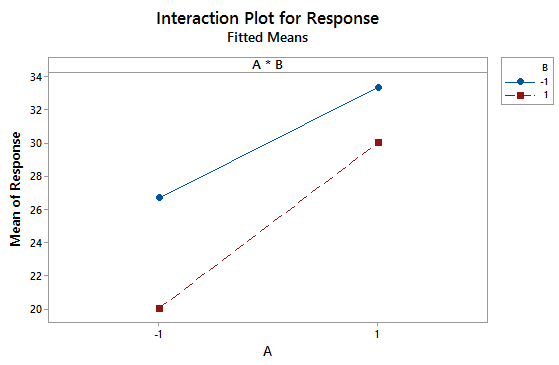 Interaction Plot for Response
Fitted Means
A * B
B
-1
1
Mean of Response
34
32
30
28
26
24
22
20
-1 1
A